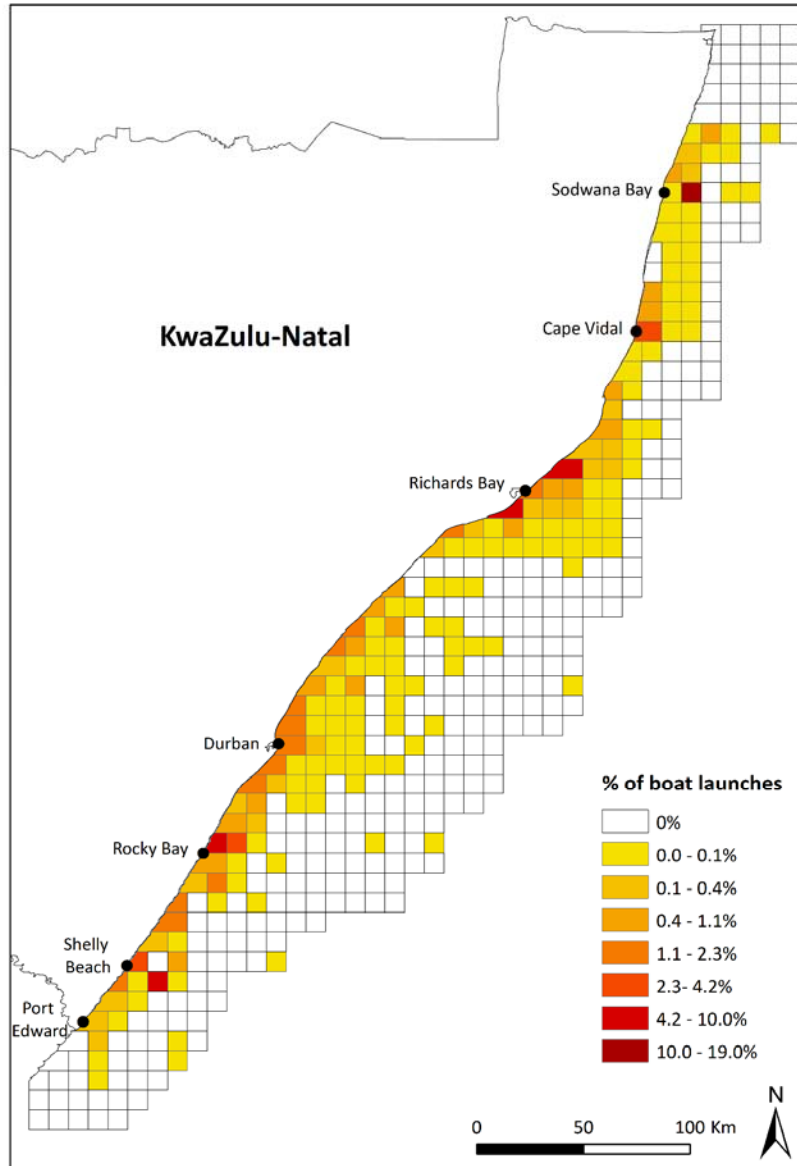 Sodwana Bay
KwaZulu-Natal
Cape Vidal
Richards Bay
Durban
Rocky Bay
Shelly
Beach
Port
Edward
% of boat launches
0%
0.0 - 0.1%
0.1 - 0.4%
0.4 - 1.1%
1.1 - 2.3%
2.3- 4.2%
4.2 - 10.0%
10.0 - 19.0%
N
0 50 100 Km